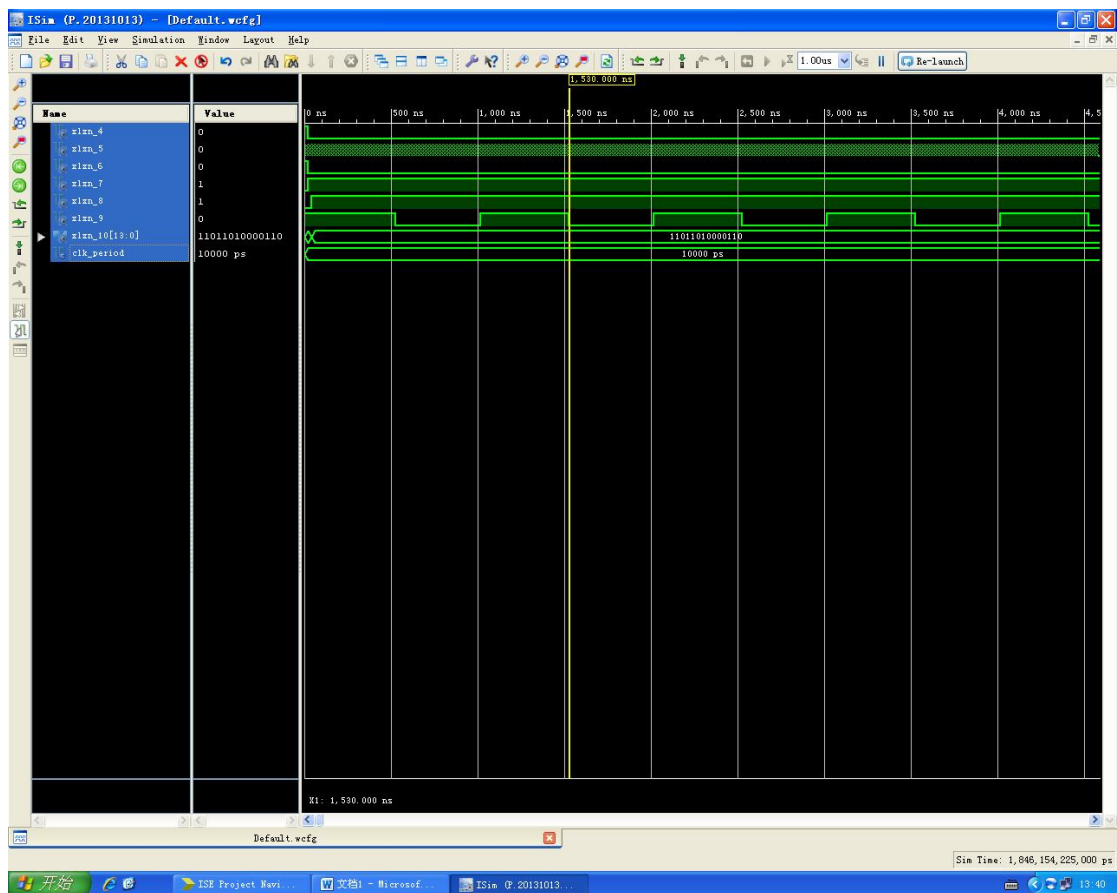 ISim (P.20131013) - [Default.wcfg]
File Edit View Simulation Window Layout Help
1.00us Re-launch
1,530.000 ns
Name Value 0 ns 500 ns 1,000 ns 1,500 ns 2,000 ns 2,500 ns 3,000 ns 3,500 ns 4,000 ns 4,5
xlxn_4 0
xlxn_5 0
xlxn_6 0
xlxn_7 1
xlxn_8 1
xlxn_9 0
xlxn_10[13:0] 11011010000110 11011010000110
clk_period 10000 ps 10000 ps
X1: 1,530.000 ns
Default.wcfg
Sim Time: 1,846,154,225,000 ps
开始 ISE Project Navi... 文档1 - Microsof... ISim (P.20131013... 13:40